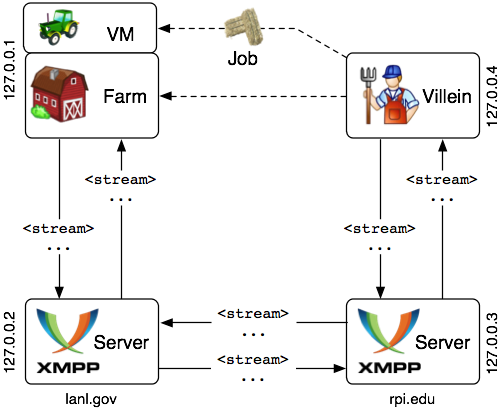 127.0.0.1
VM
Farm
Job
Villein
127.0.0.4
<stream>
...
<stream>
...
<stream>
...
<stream>
...
127.0.0.2
XMPP
Server
<stream>
...
<stream>
...
XMPP
Server
127.0.0.3
lanl.gov
rpi.edu